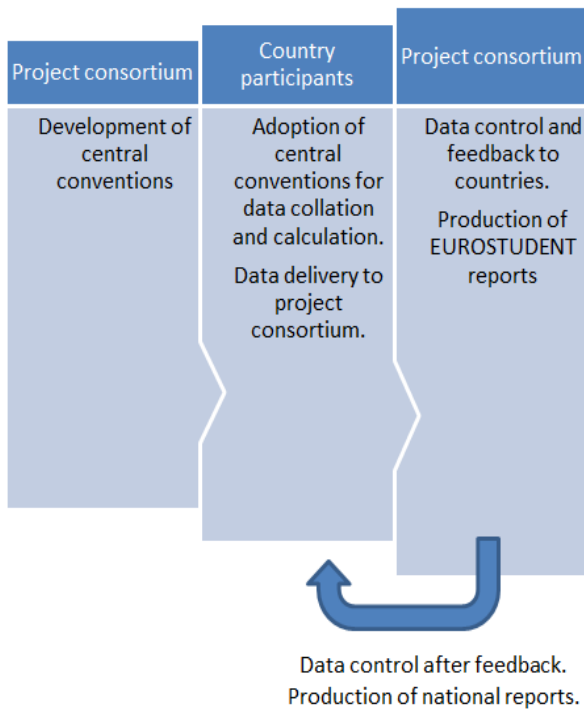 Project consortium
Development of
central
conventions
Country
participants
Adoption of
central
conventions for
data collation
and calculation.
Data delivery to
project
consortium.
Project consortium
Data control and
feedback to
countries.
Production of
EUROSTUDENT
reports
Data control after feedback.
Production of national reports.